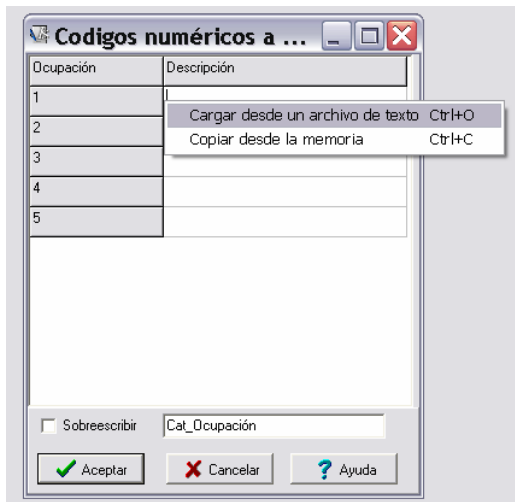 Codigos numéricos a ...
Ocupación Descripción
1
Cargar desde un archivo de texto Ctrl+O
2
Copiar desde la memoria Ctrl+C
3
4
5
Sobreescribir Cat_Ocupación
Aceptar Cancelar ? Ayuda